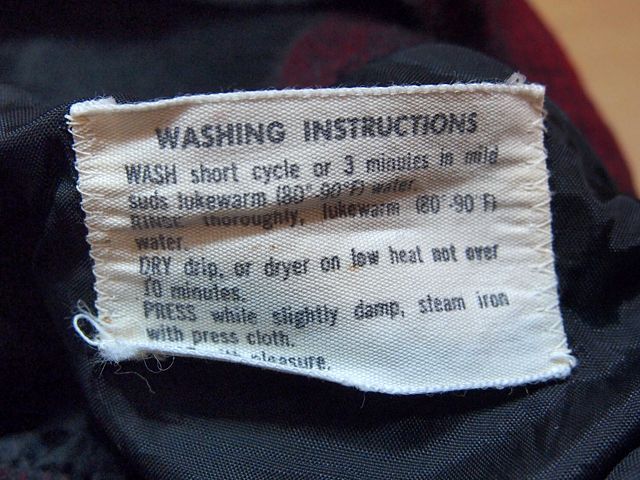 WASHING INSTRUCTIONS
WASH short cycle or 3 minutes in mild
suds lukewarm (80°-90°F) water.
RINSE thoroughly, lukewarm (80°-90 F)
water.
DRY drip, or dryer on low heat not over
10 minutes.
PRESS while slightly damp, steam iron
with press cloth.
with pleasure.